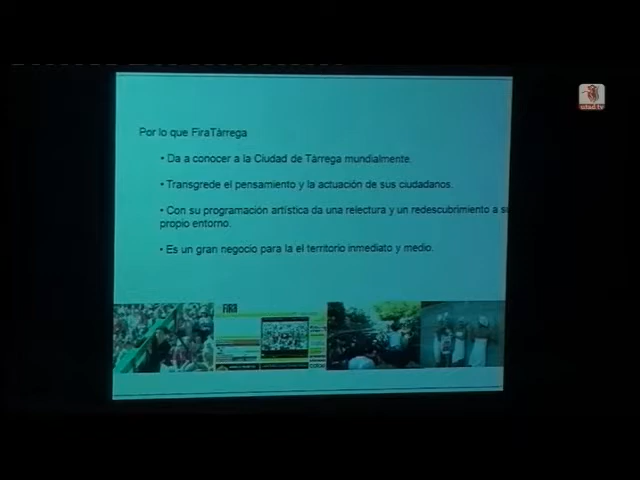 Por lo que FiraTàrrega
• Da a conocer a la Ciudad de Tárrega mundialmente.
• Transgrede el pensamiento y la actuación de sus ciudadanos.
• Con su programación artística da una relectura y un redescubrimiento a su
propio entorno.
• Es un gran negocio para la el territorio inmediato y medio.
FIRA